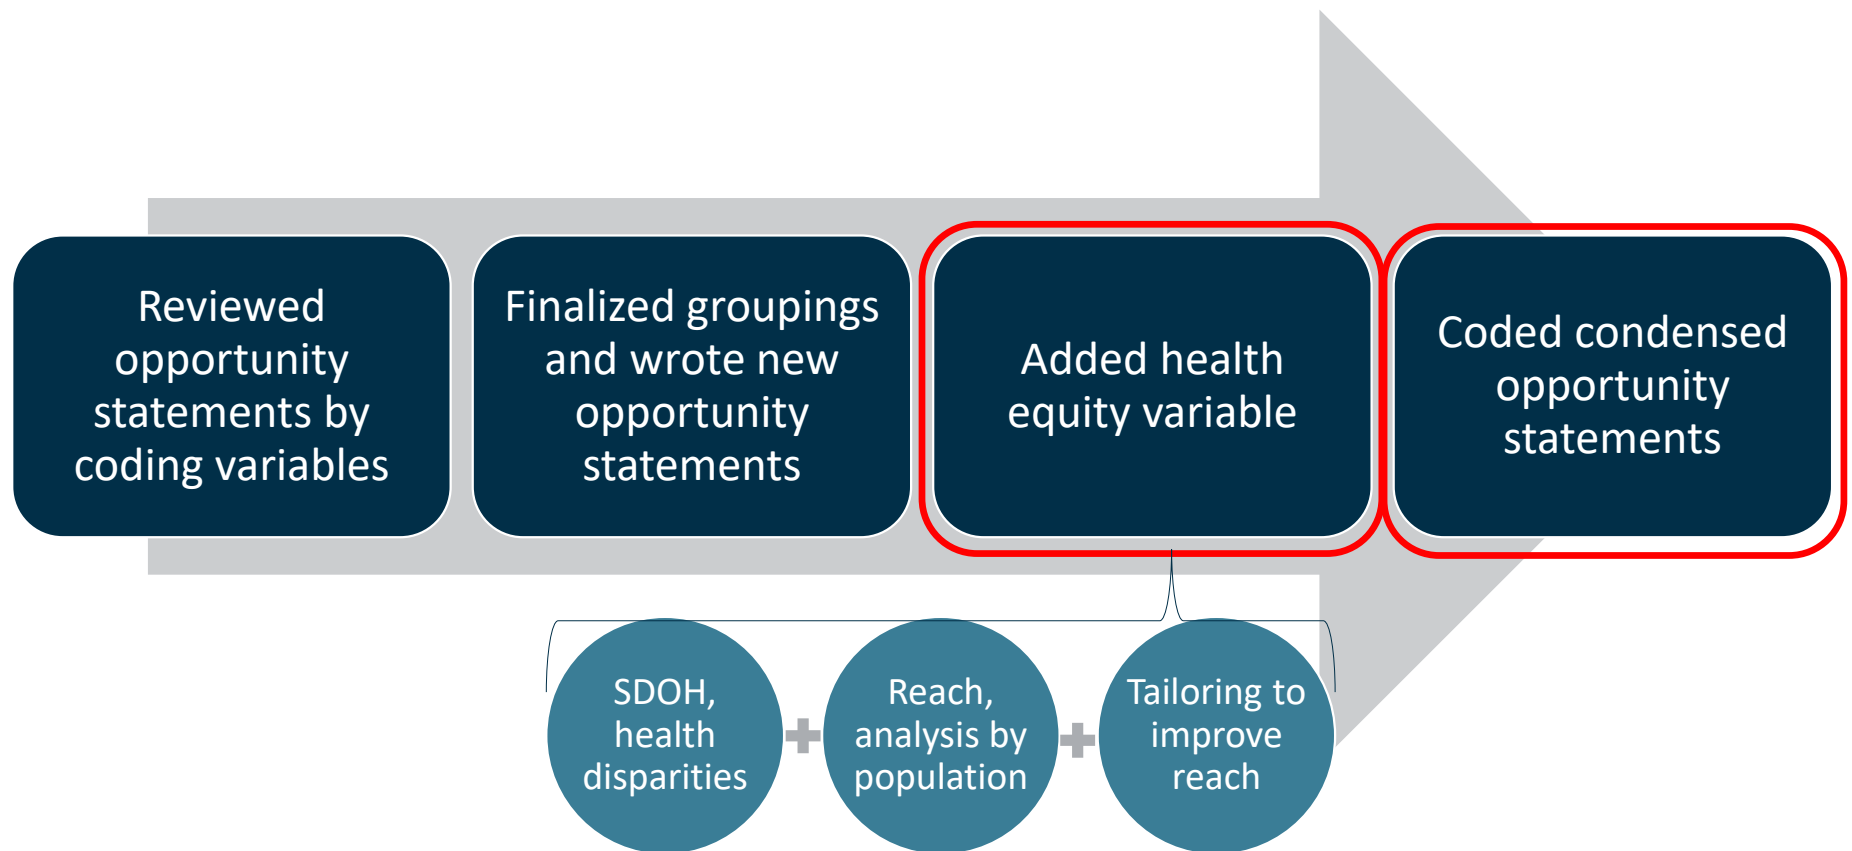 Reviewed
opportunity
statements by
coding variables
Finalized groupings
and wrote new
opportunity
statements
Added health
equity variable
Coded condensed
opportunity
statements
SDOH,
health
disparities
Reach,
analysis by
population
Tailoring to
improve
reach